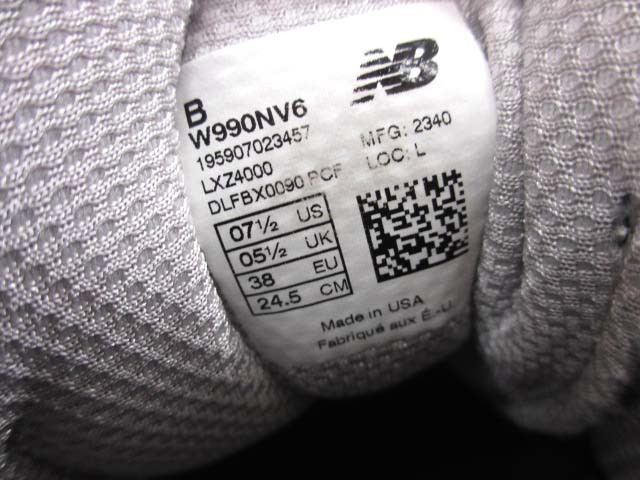 NB
B
W990NV6
195907023457
MFG: 2340
LXZ4000
LOC: L
DLFBX0090 PCF
07½ US
05½ UK
38 EU
24.5 CM
Made in USA
Fabriqué aux É.-U.